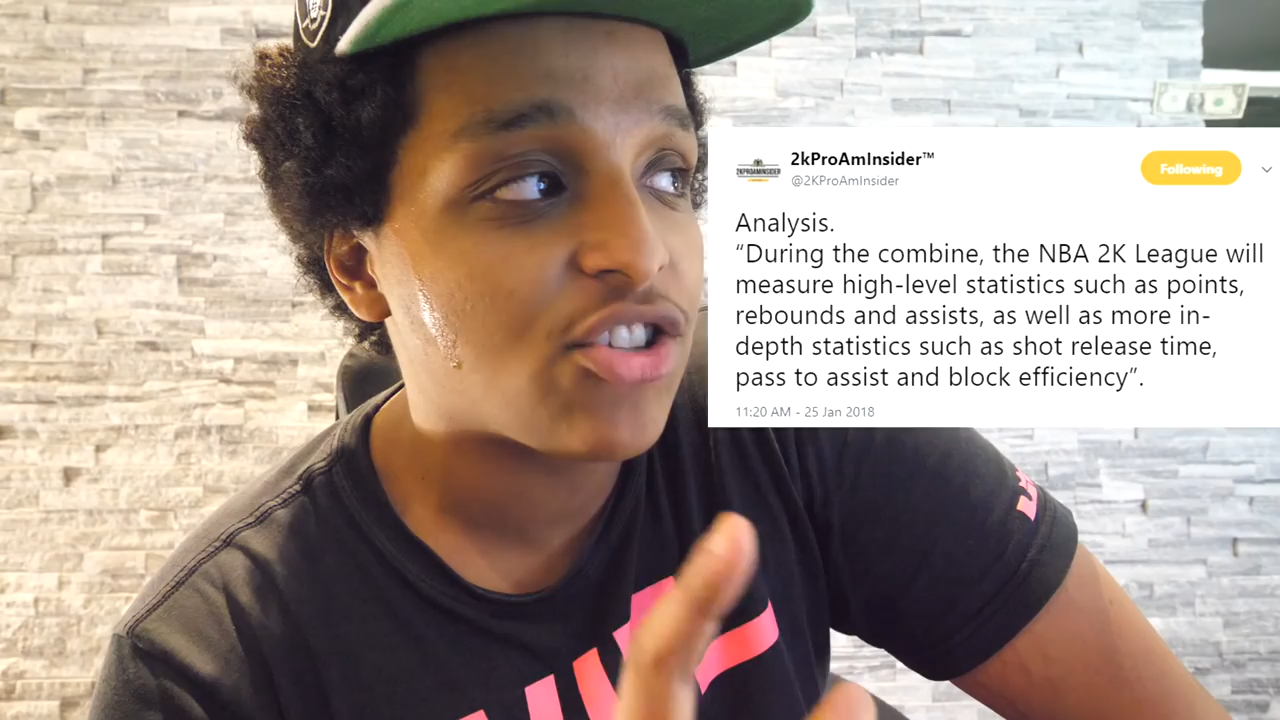 2kProAmInsider™
@2KProAmInsider
Following
Analysis.
“During the combine, the NBA 2K League will
measure high-level statistics such as points,
rebounds and assists, as well as more in-
depth statistics such as shot release time,
pass to assist and block efficiency”.
11:20 AM - 25 Jan 2018